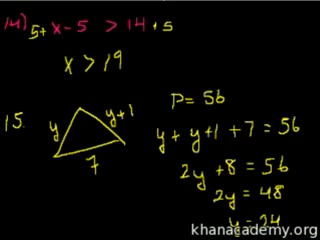 14) 5+ x - 5 > 14 + 5
x > 19
15.
y
y+1
7
P = 56
y + y+1 + 7 = 56
2y + 8 = 56
2y = 48
y = 24
khanacademy.org